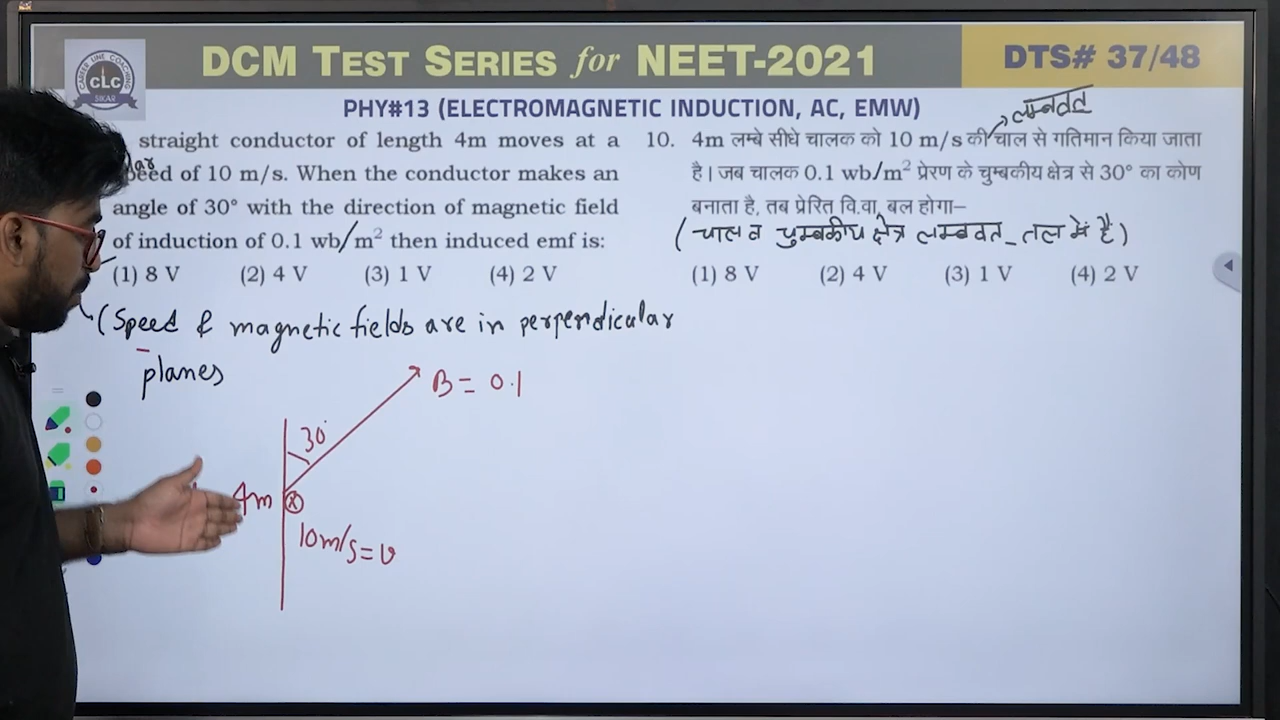 DCM TEST SERIES for NEET-2021
DTS# 37/48
CAREER LINE COACHING
CLC
SIKAR
PHY#13 (ELECTROMAGNETIC INDUCTION, AC, EMW)
straight conductor of length 4m moves at a
speed of 10 m/s. When the conductor makes an
angle of 30° with the direction of magnetic field
of induction of 0.1 wb/m² then induced emf is:
(1) 8 V (2) 4 V (3) 1 V (4) 2 V
(Speed & magnetic fields are in perpendicular
planes
लम्बवत
10. 4m लम्बे सीधे चालक को 10 m/s की चाल से गतिमान किया जाता
है। जब चालक 0.1 wb/m² प्रेरण के चुम्बकीय क्षेत्र से 30° का कोण
बनाता है, तब प्रेरित वि.वा. बल होगा–
(चाल व चुम्बकीय क्षेत्र लम्बवत तल में है)
(1) 8 V (2) 4 V (3) 1 V (4) 2 V
B = 0.1
30°
4m
10m/s = v